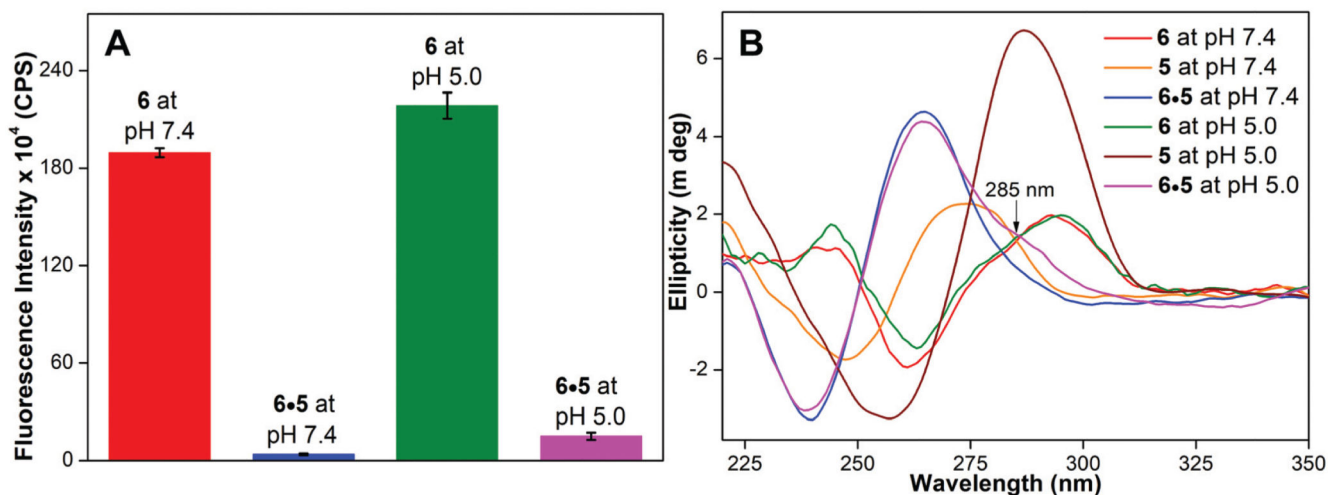 A
Fluorescence Intensity x 10⁴ (CPS)
240
180
120
60
0
6 at
pH 7.4
6•5 at
pH 7.4
6 at
pH 5.0
6•5 at
pH 5.0
B
Ellipticity (m deg)
6
4
2
0
-2
225
250
275
300
325
350
Wavelength (nm)
285 nm
6 at pH 7.4
5 at pH 7.4
6•5 at pH 7.4
6 at pH 5.0
5 at pH 5.0
6•5 at pH 5.0